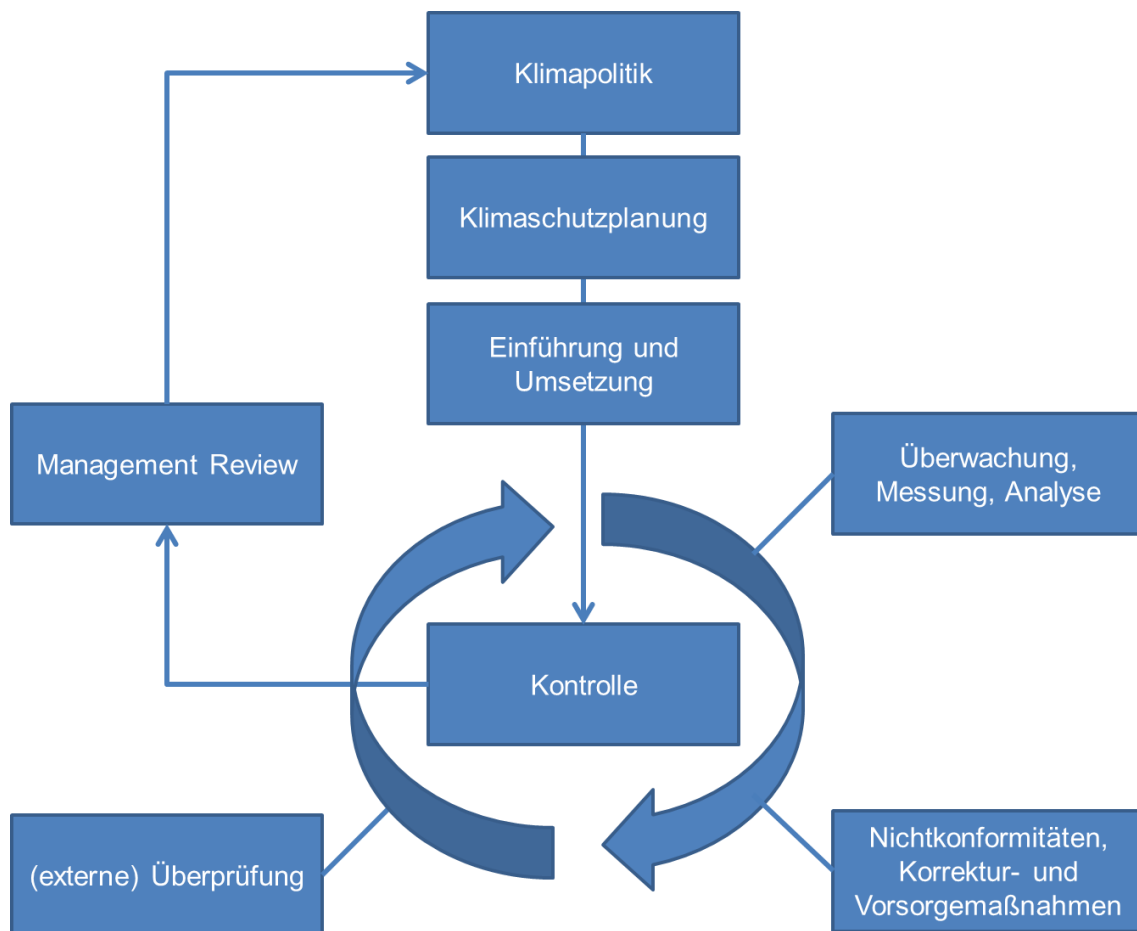 Klimapolitik
Klimaschutzplanung
Einführung und
Umsetzung
Management Review
Überwachung,
Messung, Analyse
Kontrolle
(externe) Überprüfung
Nichtkonformitäten,
Korrektur- und
Vorsorgemaßnahmen